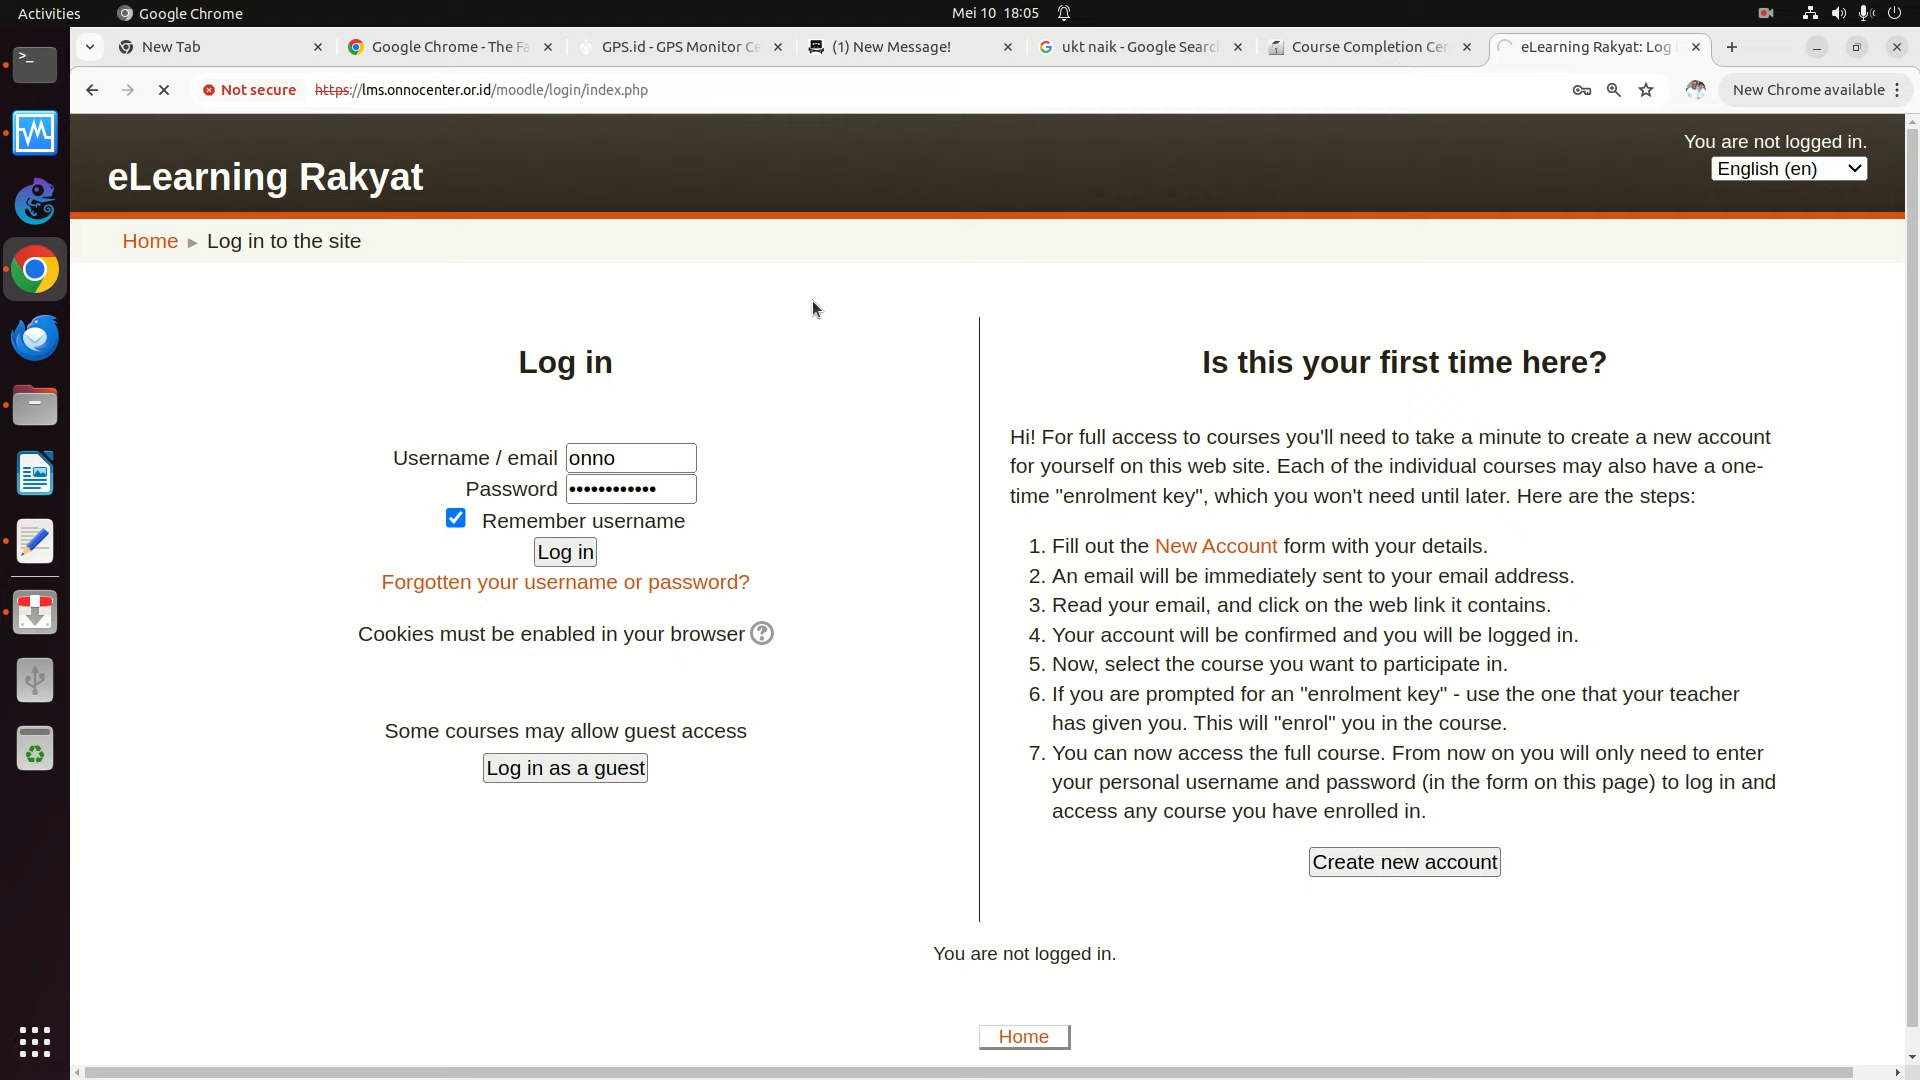 Activities
Google Chrome
Mei 10 18:05
New Tab
Google Chrome - The Fa
GPS.id - GPS Monitor Ce
(1) New Message!
ukt naik - Google Search
Course Completion Cer
eLearning Rakyat: Log
Not secure
https://lms.onnocenter.or.id/moodle/login/index.php
New Chrome available
eLearning Rakyat
You are not logged in.
English (en)
Home ► Log in to the site
Log in
Username / email onno
Password ••••••••••••
Remember username
Log in
Forgotten your username or password?
Cookies must be enabled in your browser ?
Some courses may allow guest access
Log in as a guest
Is this your first time here?
Hi! For full access to courses you'll need to take a minute to create a new account
for yourself on this web site. Each of the individual courses may also have a one-
time "enrolment key", which you won't need until later. Here are the steps:
1. Fill out the New Account form with your details.
2. An email will be immediately sent to your email address.
3. Read your email, and click on the web link it contains.
4. Your account will be confirmed and you will be logged in.
5. Now, select the course you want to participate in.
6. If you are prompted for an "enrolment key" - use the one that your teacher
has given you. This will "enrol" you in the course.
7. You can now access the full course. From now on you will only need to enter
your personal username and password (in the form on this page) to log in and
access any course you have enrolled in.
Create new account
You are not logged in.
Home